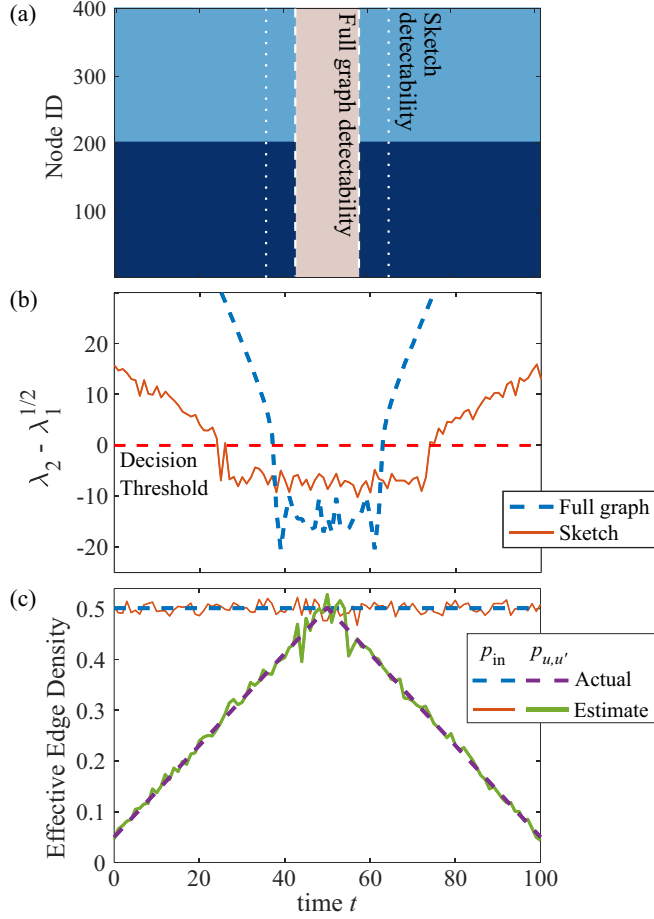 (a)
400
300
200
100
Node ID
Full graph detectability
Sketch
detectability
(b)
20
10
0
-10
-20
λ2 - λ1^1/2
Decision
Threshold
Full graph
Sketch
(c)
0.5
0.4
0.3
0.2
0.1
0
Effective Edge Density
p_in p_u,u'
Actual
Estimate
0 20 40 60 80 100
time t